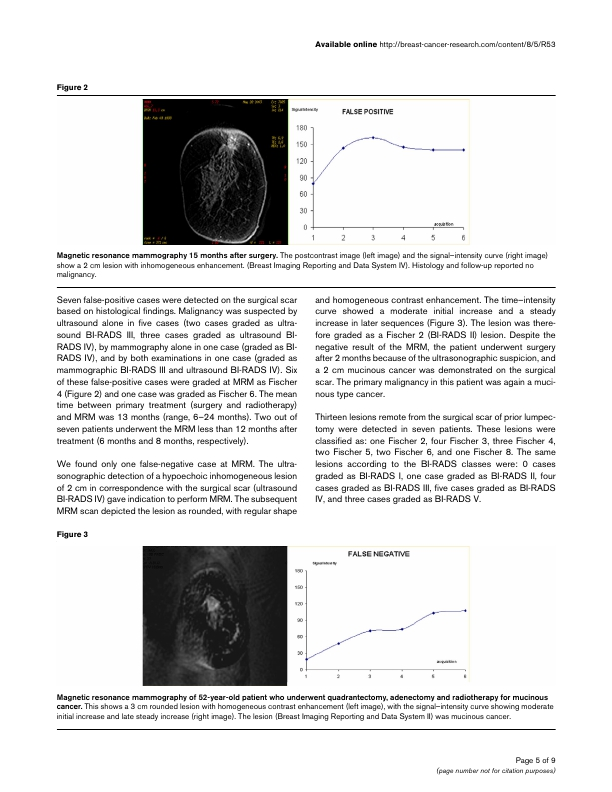 Available online http://breast-cancer-research.com/content/8/5/R53
Figure 2
Signal intensity
FALSE POSITIVE
180
150
120
90
60
30
0
acquisition
1 2 3 4 5 6
Magnetic resonance mammography 15 months after surgery. The postcontrast image (left image) and the signal–intensity curve (right image)
show a 2 cm lesion with inhomogeneous enhancement. (Breast Imaging Reporting and Data System IV). Histology and follow-up reported no
malignancy.
Seven false-positive cases were detected on the surgical scar
based on histological findings. Malignancy was suspected by
ultrasound alone in five cases (two cases graded as ultra-
sound BI-RADS III, three cases graded as ultrasound BI-
RADS IV), by mammography alone in one case (graded as BI-
RADS IV), and by both examinations in one case (graded as
mammographic BI-RADS III and ultrasound BI-RADS IV). Six
of these false-positive cases were graded at MRM as Fischer
4 (Figure 2) and one case was graded as Fischer 6. The mean
time between primary treatment (surgery and radiotherapy)
and MRM was 13 months (range, 6–24 months). Two out of
seven patients underwent the MRM less than 12 months after
treatment (6 months and 8 months, respectively).
We found only one false-negative case at MRM. The ultra-
sonographic detection of a hypoechoic inhomogeneous lesion
of 2 cm in correspondence with the surgical scar (ultrasound
BI-RADS IV) gave indication to perform MRM. The subsequent
MRM scan depicted the lesion as rounded, with regular shape
and homogeneous contrast enhancement. The time–intensity
curve showed a moderate initial increase and a steady
increase in later sequences (Figure 3). The lesion was there-
fore graded as a Fischer 2 (BI-RADS II) lesion. Despite the
negative result of the MRM, the patient underwent surgery
after 2 months because of the ultrasonographic suspicion, and
a 2 cm mucinous cancer was demonstrated on the surgical
scar. The primary malignancy in this patient was again a muci-
nous type cancer.
Thirteen lesions remote from the surgical scar of prior lumpec-
tomy were detected in seven patients. These lesions were
classified as: one Fischer 2, four Fischer 3, three Fischer 4,
two Fischer 5, two Fischer 6, and one Fischer 8. The same
lesions according to the BI-RADS classes were: 0 cases
graded as BI-RADS I, one case graded as BI-RADS II, four
cases graded as BI-RADS III, five cases graded as BI-RADS
IV, and three cases graded as BI-RADS V.
Figure 3
FALSE NEGATIVE
Signal intensity
180
150
120
90
60
30
0
acquisition
1 2 3 4 5 6
Magnetic resonance mammography of 52-year-old patient who underwent quadrantectomy, adenectomy and radiotherapy for mucinous
cancer. This shows a 3 cm rounded lesion with homogeneous contrast enhancement (left image), with the signal–intensity curve showing moderate
initial increase and late steady increase (right image). The lesion (Breast Imaging Reporting and Data System II) was mucinous cancer.
Page 5 of 9
(page number not for citation purposes)